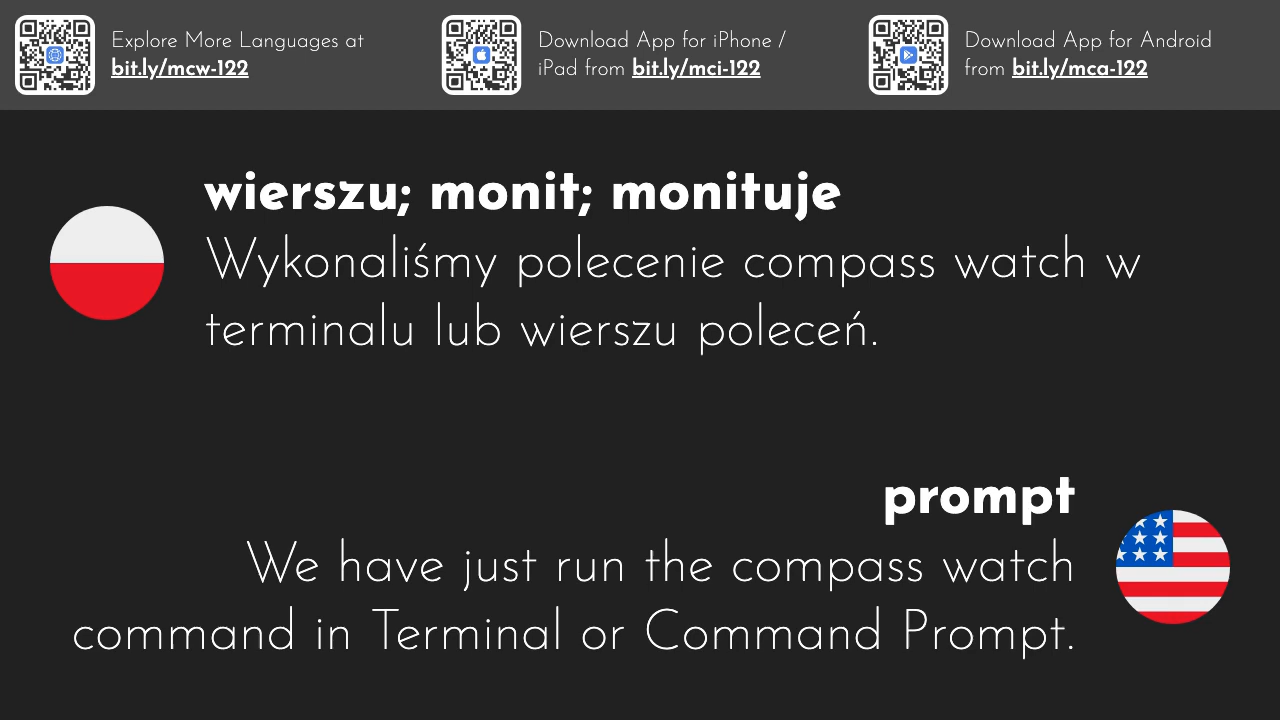 Explore More Languages at
bit.ly/mcw-122
Download App for iPhone /
iPad from bit.ly/mci-122
Download App for Android
from bit.ly/mca-122
wierszu; monit; monituje
Wykonaliśmy polecenie compass watch w
terminalu lub wierszu poleceń.
prompt
We have just run the compass watch
command in Terminal or Command Prompt.